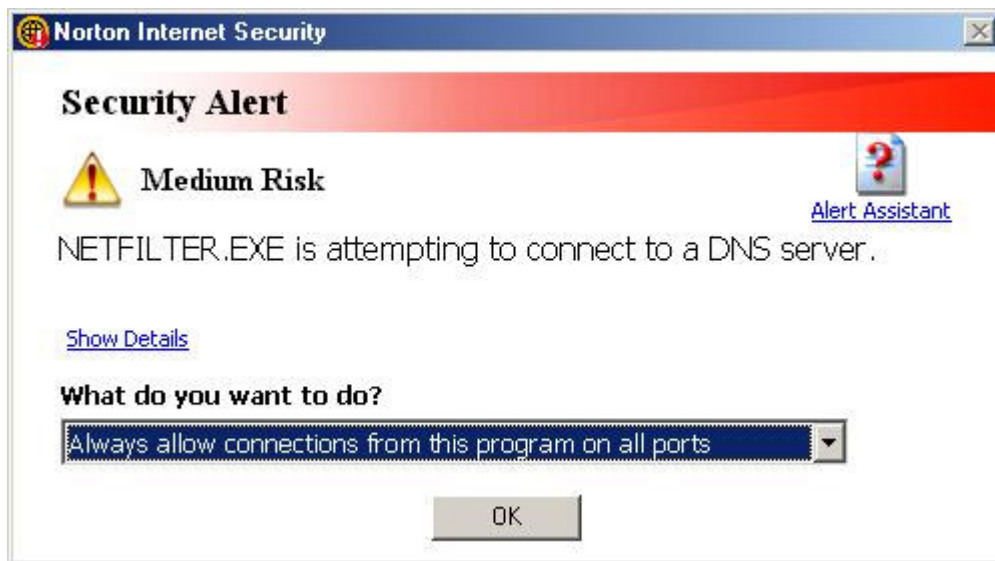 Norton Internet Security
Security Alert
Medium Risk
Alert Assistant
NETFILTER.EXE is attempting to connect to a DNS server.
Show Details
What do you want to do?
Always allow connections from this program on all ports
OK